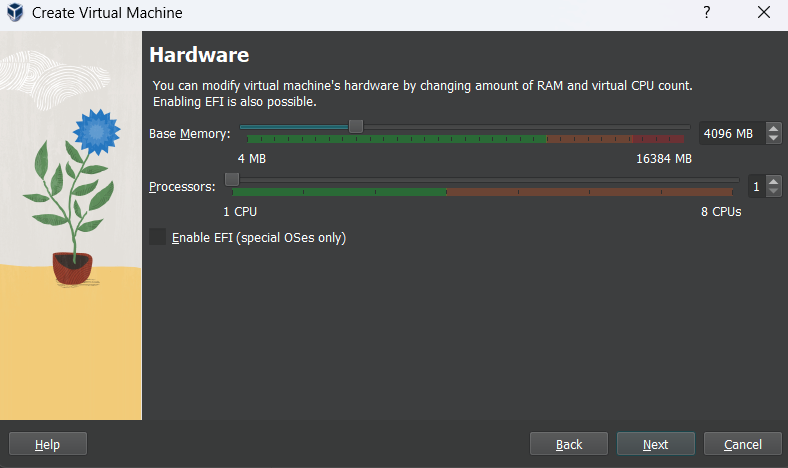 Create Virtual Machine
?
Hardware
You can modify virtual machine's hardware by changing amount of RAM and virtual CPU count.
Enabling EFI is also possible.
Base Memory:
4096 MB
4 MB
16384 MB
Processors:
1
1 CPU
8 CPUs
Enable EFI (special OSes only)
Help
Back
Next
Cancel